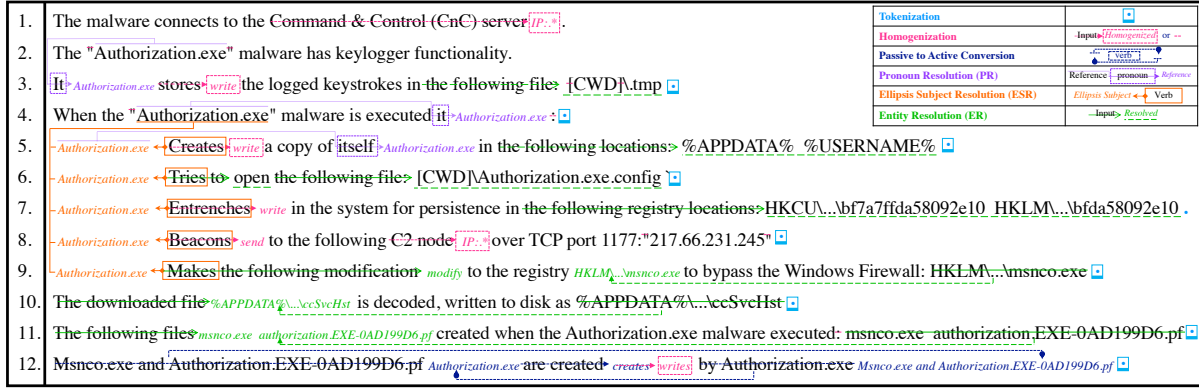 1. The malware connects to the Command & Control (CnC) server IP:.* .
2. The "Authorization.exe" malware has keylogger functionality.
3. It Authorization.exe stores write the logged keystrokes in the following file: [CWD]\.tmp
4. When the "Authorization.exe" malware is executed it Authorization.exe :
5. Authorization.exe Creates write a copy of itself Authorization.exe in the following locations: %APPDATA% %USERNAME%
6. Authorization.exe Tries to open the following file: [CWD]\Authorization.exe.config `
7. Authorization.exe Entrenches write in the system for persistence in the following registry locations: HKCU\...\bf7a7ffda58092e10 HKLM\...\bfda58092e10 .
8. Authorization.exe Beacons send to the following C2 node IP:.* over TCP port 1177:"217.66.231.245"
9. Authorization.exe Makes the following modification modify to the registry HKLM\...\msnco.exe to bypass the Windows Firewall: HKLM\...\msnco.exe
10. The downloaded file %APPDATA%\...\ccSvcHst is decoded, written to disk as %APPDATA%\...\ccSvcHst
11. The following files msnco.exe authorization.EXE-0AD199D6.pf created when the Authorization.exe malware executed: msnco.exe authorization.EXE-0AD199D6.pf
12. Msnco.exe and Authorization.EXE-0AD199D6.pf Authorization.exe are created creates writes by Authorization.exe Msnco.exe and Authorization.EXE-0AD199D6.pf
Tokenization
Homogenization Input Homogenized or --
Passive to Active Conversion verb
Pronoun Resolution (PR) Reference pronoun Reference
Ellipsis Subject Resolution (ESR) Ellipsis Subject Verb
Entity Resolution (ER) Input Resolved